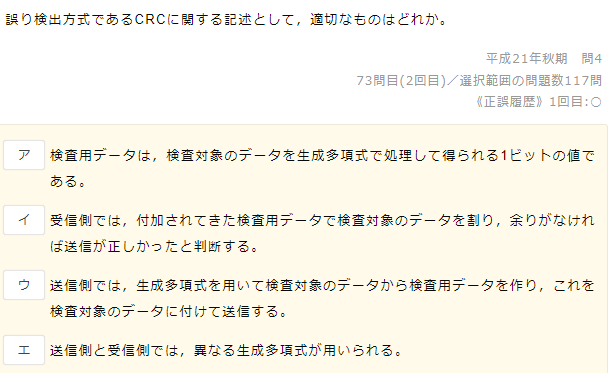 誤り検出方式であるCRCに関する記述として，適切なものはどれか。
平成21年秋期　問4
73問目(2回目)／選択範囲の問題数117問
《正誤履歴》1回目:○
ア
検査用データは，検査対象のデータを生成多項式で処理して得られる1ビットの値で
ある。
イ
受信側では，付加されてきた検査用データで検査対象のデータを割り，余りがなけれ
ば送信が正しかったと判断する。
ウ
送信側では，生成多項式を用いて検査対象のデータから検査用データを作り，これを
検査対象のデータに付けて送信する。
エ
送信側と受信側では，異なる生成多項式が用いられる。